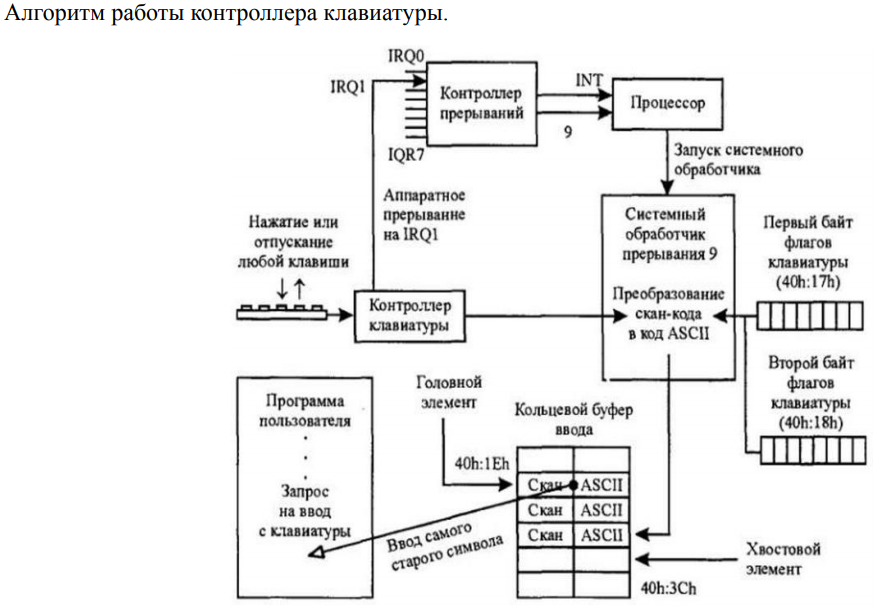 Алгоритм работы контроллера клавиатуры.
IRQ0
IRQ1
IQR7
Контроллер
прерываний
INT
9
Процессор
Запуск системного
обработчика
Аппаратное
прерывание
на IRQ1
Нажатие или
отпускание
любой клавиши
Контроллер
клавиатуры
Системный
обработчик
прерывания 9
Преобразование
скан-кода
в код ASCII
Первый байт
флагов
клавиатуры
(40h:17h)
Второй байт
флагов
клавиатуры
(40h:18h)
Программа
пользователя
.
.
.
Запрос
на ввод
с клавиатуры
Головной
элемент
40h:1Eh
Кольцевой буфер
ввода
Скан ASCII
Скан ASCII
Скан ASCII
Ввод самого
старого символа
Хвостовой
элемент
40h:3Ch